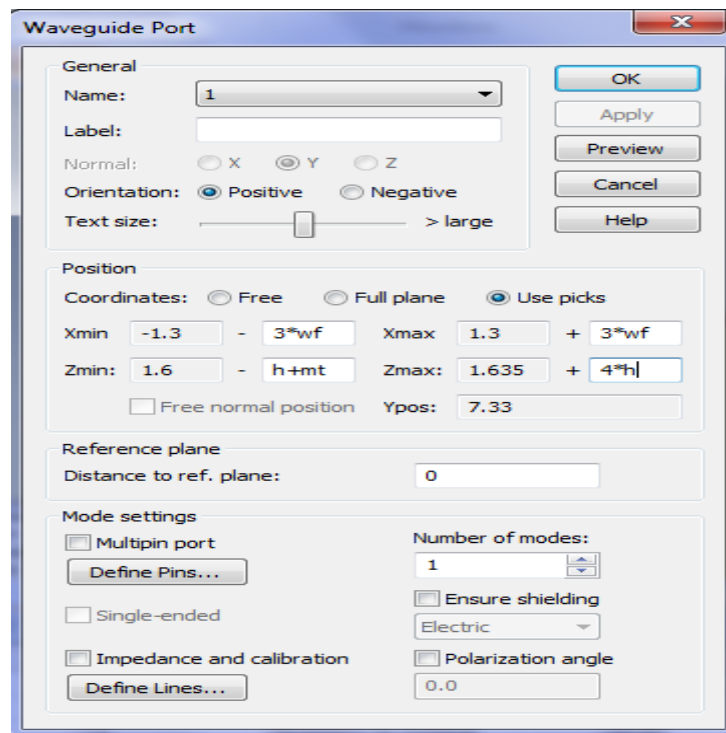 Waveguide Port
General
Name: 1
Label:
Normal: X Y Z
Orientation: Positive Negative
Text size: > large
OK
Apply
Preview
Cancel
Help
Position
Coordinates: Free Full plane Use picks
Xmin -1.3 - 3*wf Xmax 1.3 + 3*wf
Zmin: 1.6 - h+mt Zmax: 1.635 + 4*h
Free normal position Ypos: 7.33
Reference plane
Distance to ref. plane: 0
Mode settings
Multipin port Number of modes:
Define Pins... 1
Single-ended Ensure shielding
Electric
Impedance and calibration Polarization angle
Define Lines... 0.0